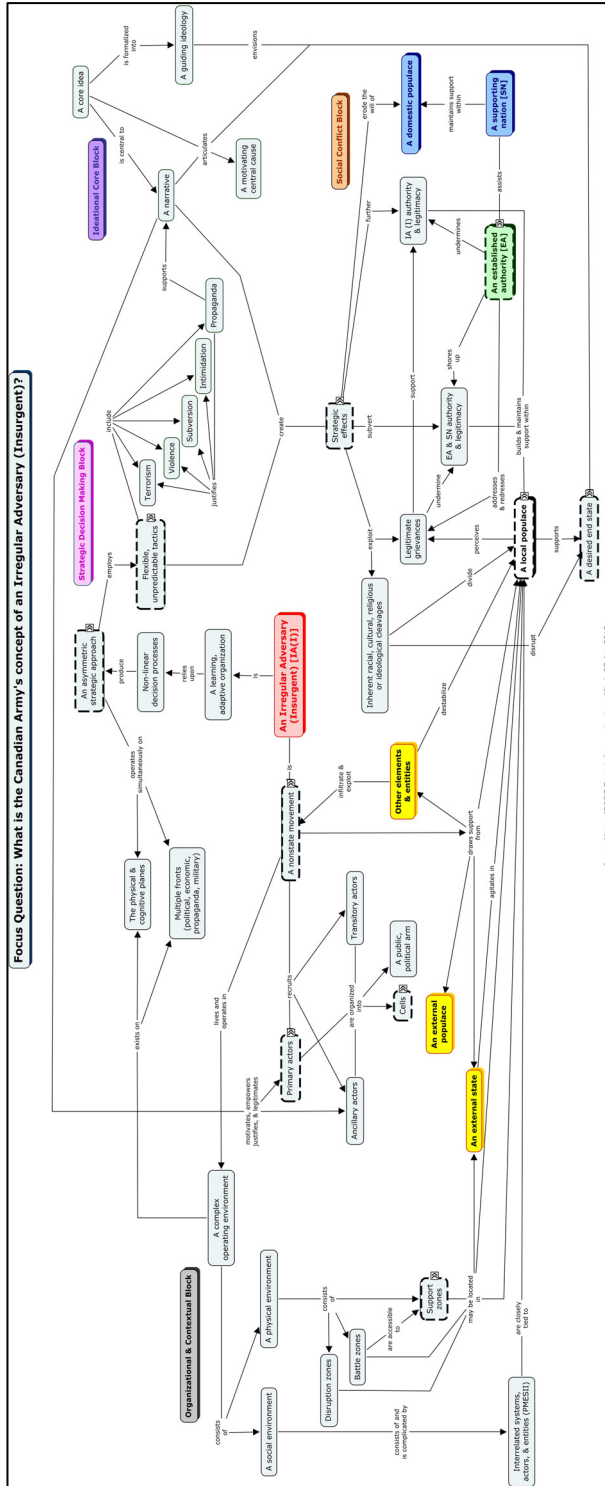 Focus Question: What is the Canadian Army's concept of an Irregular Adversary (Insurgent)?
Organizational & Contextual Block
Strategic Decision Making Block
Ideational Core Block
A core idea
is formalized
into
A guiding ideology
is central to
articulates
envisions
A narrative
A motivating
central cause
supports
include
Propaganda
Intimidation
Subversion
Violence
Terrorism
justifies
create
employs
Flexible,
unpredictable tactics
An asymmetric
strategic approach
produce
Non-linear
decision processes
relies
upon
A learning,
adaptive organization
is
An Irregular Adversary
(Insurgent) [IA(I)]
is
operates
simultaneously on
The physical &
cognitive planes
Multiple fronts
(political, economic,
propaganda, military)
exists on
lives and
operates in
A nonstate movement
infiltrate &
exploit
Other elements
& entities
motivates, empowers
justifies, & legitimates
Primary actors
recruits
Ancillary actors
Transitory actors
are organized
into
Cells
A public,
political arm
A complex
operating environment
consists
of
A social environment
A physical environment
consists
of
Disruption zones
Battle zones
are accessible
to
Support
zones
may be located
in
consists of and
is complicated by
Interrelated systems,
actors, & entities (PMESII)
are closely
tied to
An external
populace
An external state
draws support
from
agitates in
destabilize
Social Conflict Block
Strategic
effects
exploit
subvert
further
erode the
will of
Inherent racial, cultural, religious
or ideological cleavages
divide
disrupt
Legitimate
grievances
undermine
support
EA & SN authority
& legitimacy
IA (I) authority
& legitimacy
A domestic populace
maintains support
within
A supporting
nation [SN]
assists
An established
authority [EA]
undermines
shores
up
addresses
& redresses
perceives
A local populace
builds & maintains
support within
supports
A desired end state